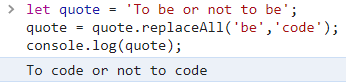 > let quote = 'To be or not to be';
quote = quote.replaceAll('be','code');
console.log(quote);
To code or not to code